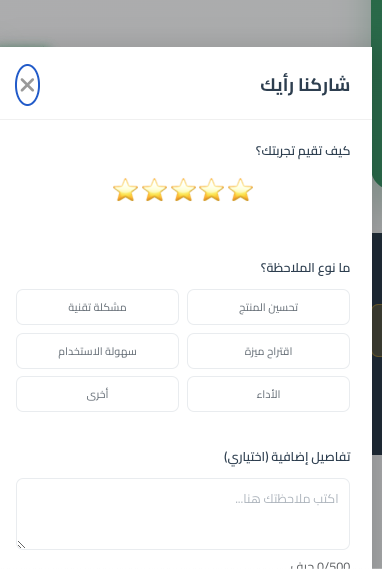 شاركنا رأيك
كيف تقيم تجربتك؟
ما نوع الملاحظة؟
تحسين المنتج
مشكلة تقنية
اقتراح ميزة
سهولة الاستخدام
الأداء
أخرى
تفاصيل إضافية (اختياري)
اكتب ملاحظتك هنا...
0/500 حرف